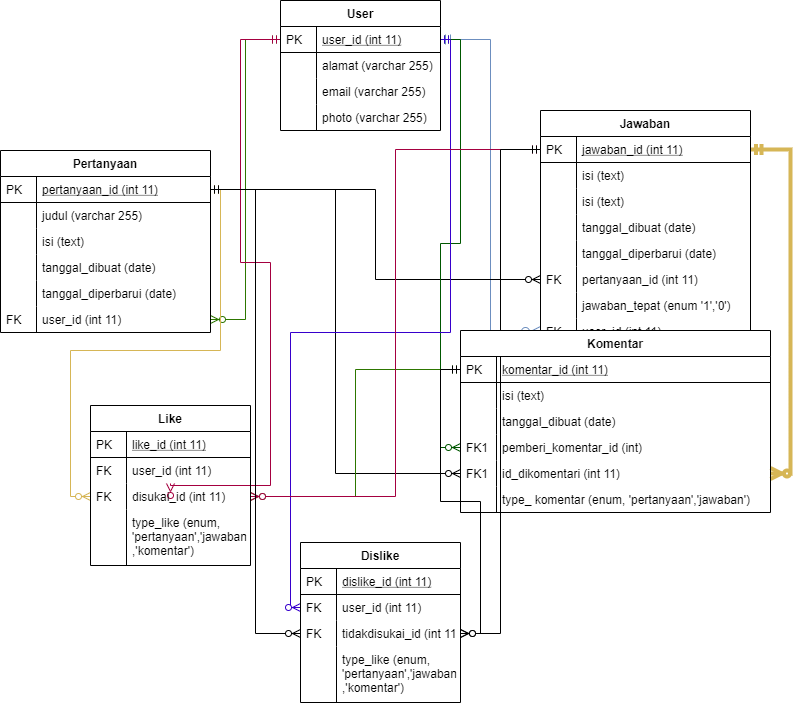 User
PK user_id (int 11)
alamat (varchar 255)
email (varchar 255)
photo (varchar 255)
Jawaban
PK jawaban_id (int 11)
isi (text)
isi (text)
tanggal_dibuat (date)
tanggal_diperbarui (date)
FK pertanyaan_id (int 11)
jawaban_tepat (enum '1','0')
FK user_id (int 11)
Pertanyaan
PK pertanyaan_id (int 11)
judul (varchar 255)
isi (text)
tanggal_dibuat (date)
tanggal_diperbarui (date)
FK user_id (int 11)
Komentar
PK komentar_id (int 11)
isi (text)
tanggal_dibuat (date)
FK1 pemberi_komentar_id (int)
FK1 id_dikomentari (int 11)
type_ komentar (enum, 'pertanyaan','jawaban')
Like
PK like_id (int 11)
FK user_id (int 11)
FK disukai_id (int 11)
type_like (enum,
'pertanyaan','jawaban
,'komentar')
Dislike
PK dislike_id (int 11)
FK user_id (int 11)
FK tidakdisukai_id (int 11
type_like (enum,
'pertanyaan','jawaban
,'komentar')